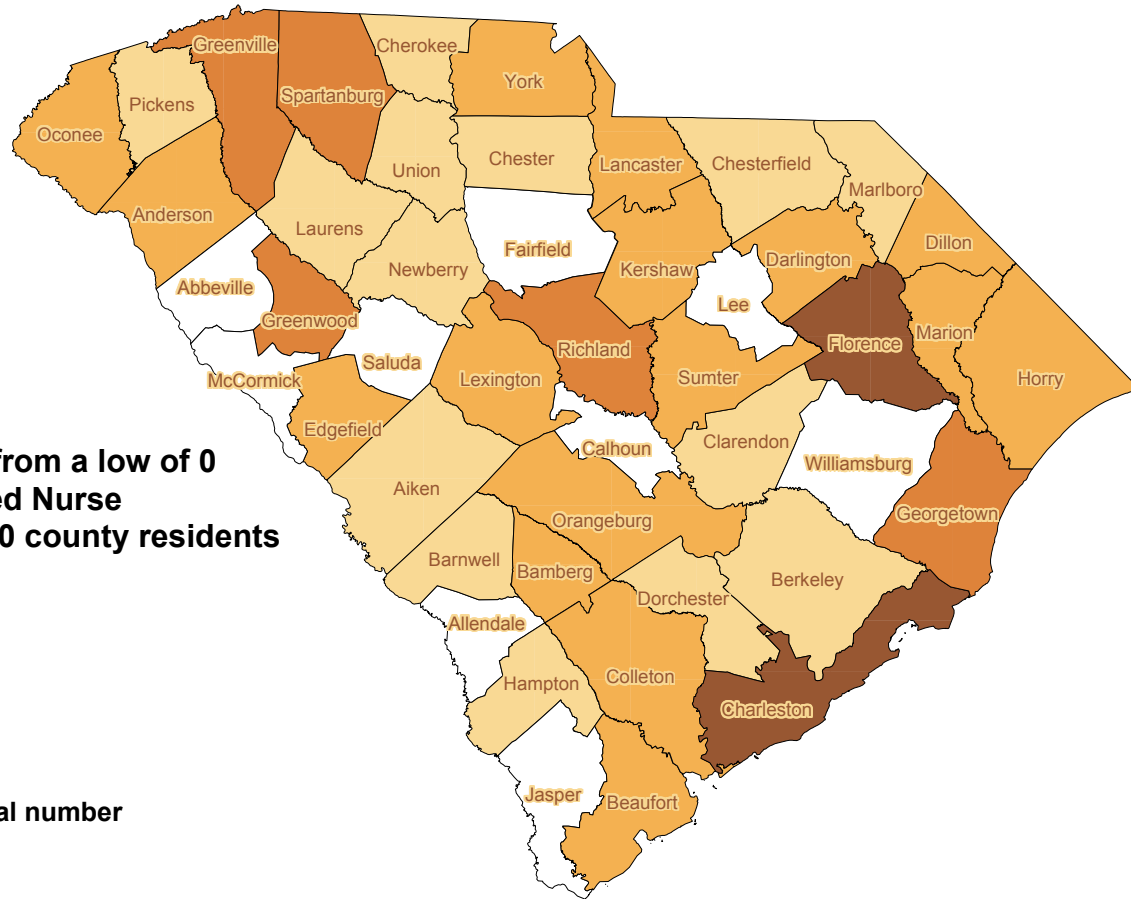 Greenville
Cherokee
York
Spartanburg
Pickens
Oconee
Union
Chester
Lancaster
Chesterfield
Marlboro
Anderson
Laurens
Fairfield
Newberry
Kershaw
Darlington
Dillon
Abbeville
Greenwood
Lee
Florence
Marion
Richland
Saluda
McCormick
Lexington
Sumter
Horry
Edgefield
Calhoun
Clarendon
Williamsburg
from a low of 0
ed Nurse
0 county residents
Aiken
Orangeburg
Georgetown
Barnwell
Bamberg
Berkeley
Dorchester
Allendale
Hampton
Colleton
Charleston
Jasper
Beaufort
al number